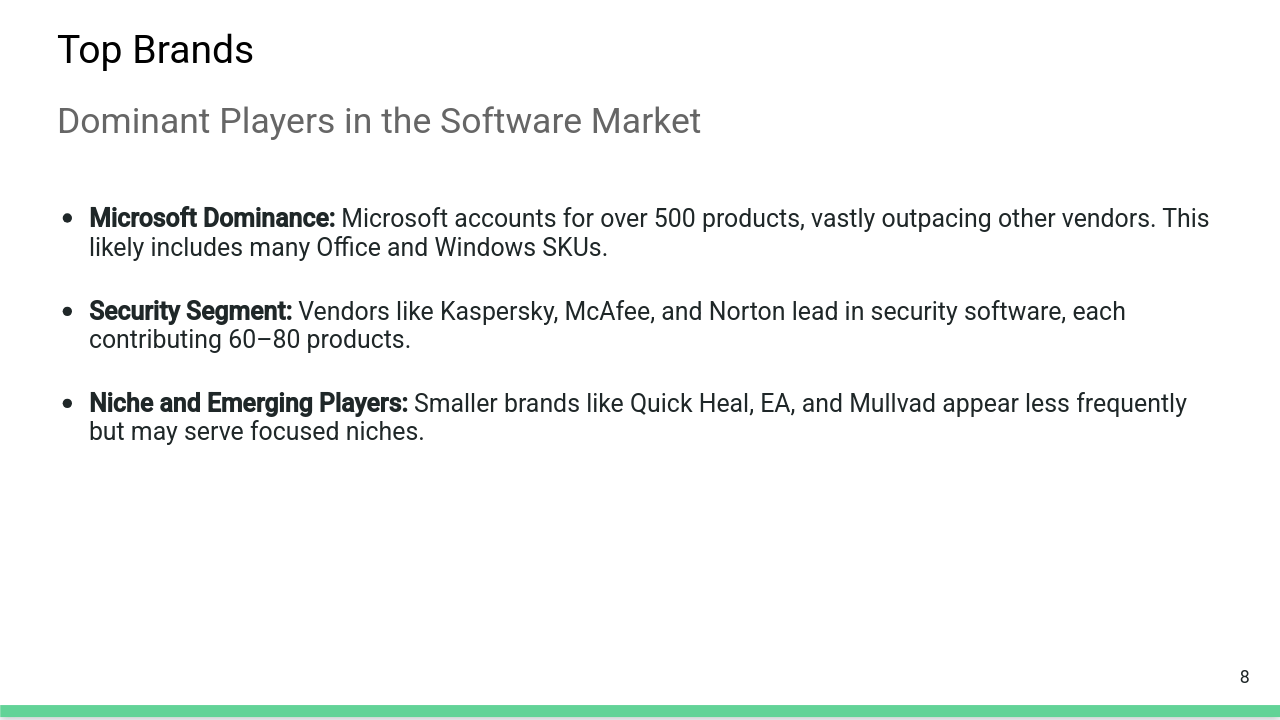 Top Brands
Dominant Players in the Software Market
• Microsoft Dominance: Microsoft accounts for over 500 products, vastly outpacing other vendors. This
likely includes many Office and Windows SKUs.
• Security Segment: Vendors like Kaspersky, McAfee, and Norton lead in security software, each
contributing 60–80 products.
• Niche and Emerging Players: Smaller brands like Quick Heal, EA, and Mullvad appear less frequently
but may serve focused niches.
8